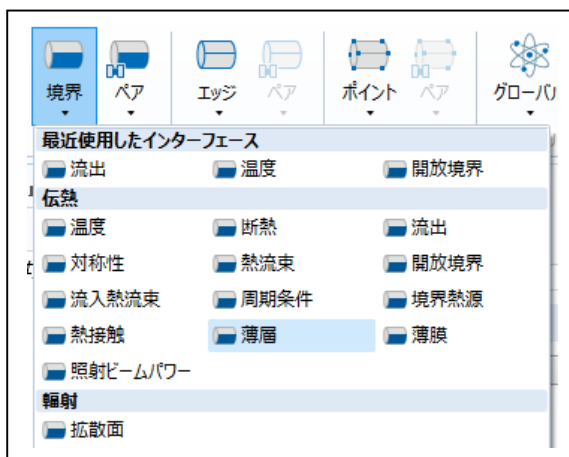 境界 ペア エッジ ペア ポイント ペア グローバル
最近使用したインターフェース
流出 温度 開放境界
伝熱
温度 断熱 流出
対称性 熱流束 開放境界
流入熱流束 周期条件 境界熱源
熱接触 薄層 薄膜
照射ビームパワー
輻射
拡散面